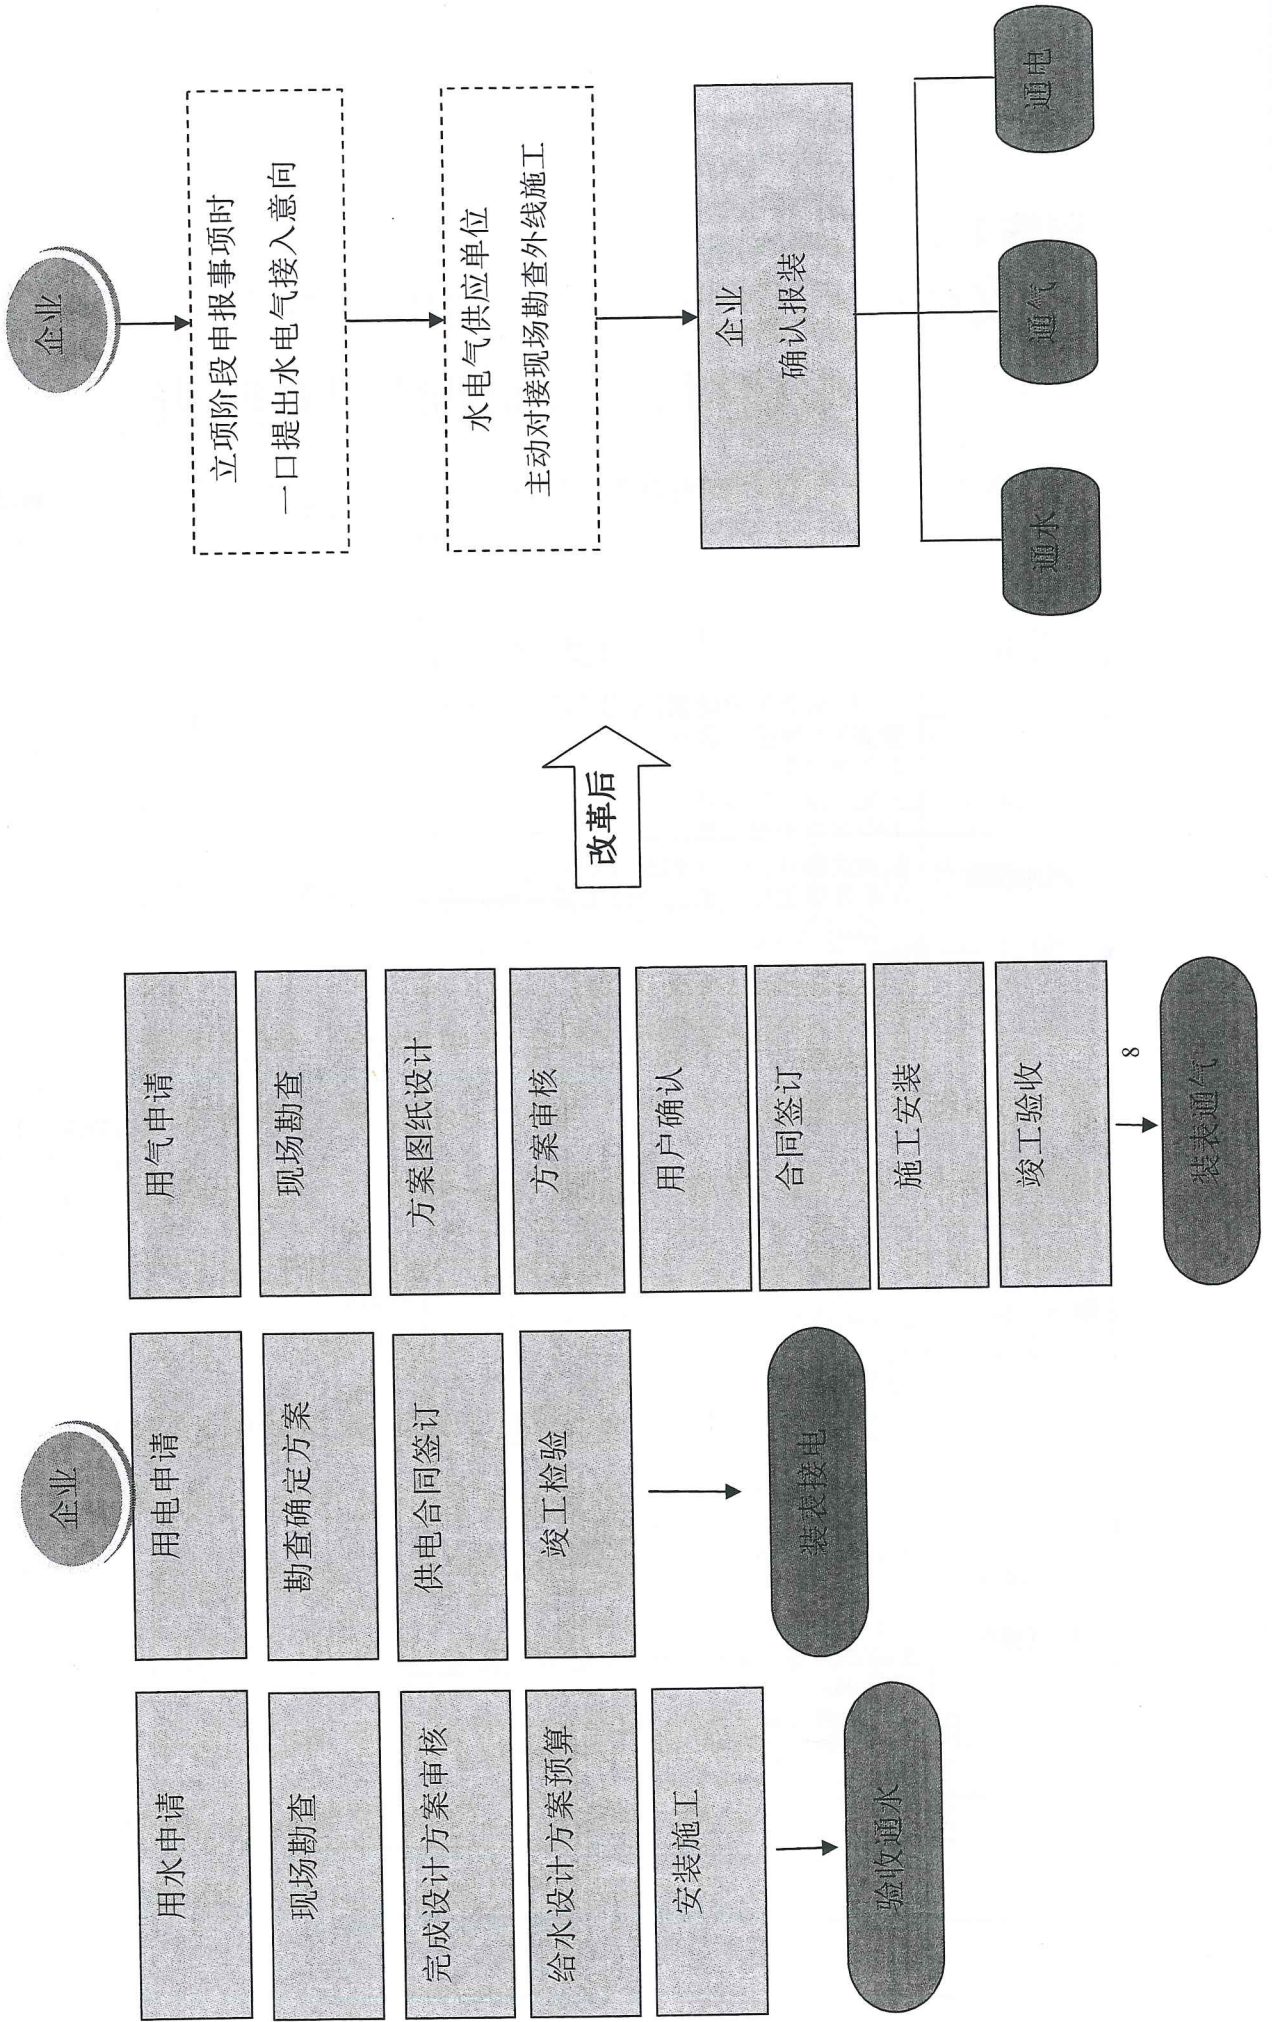 企业
用水申请
现场勘查
完成设计方案审核
给水设计方案预算
安装施工
验收通水
用电申请
勘查确定方案
供电合同签订
竣工检验
装表接电
用气申请
现场勘查
方案图纸设计
方案审核
用户确认
合同签订
施工安装
竣工验收
8
装表通气
改革后
企业
立项阶段申报事项时
一口提出水电气接入意向
水电气供应单位
主动对接现场勘查外线施工
企业
确认报装
通水
通气
通电